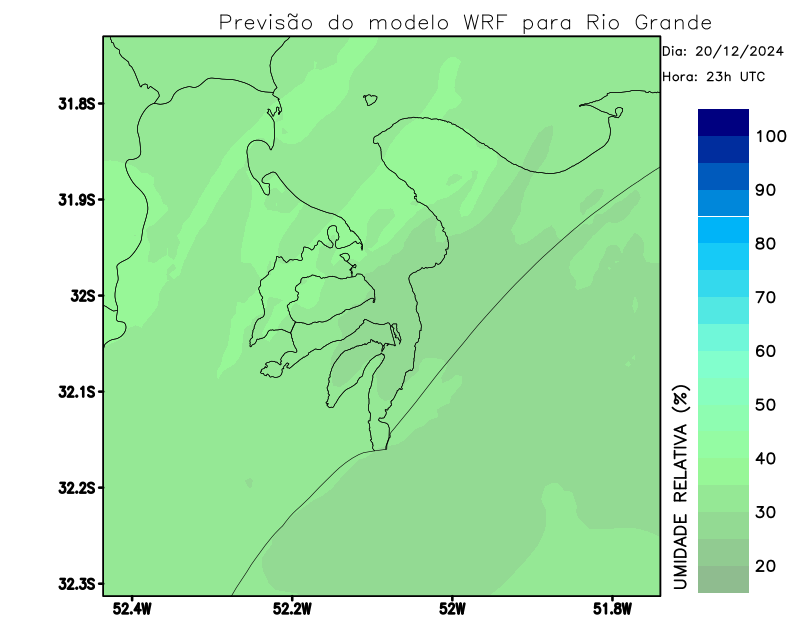 Previsão do modelo WRF para Rio Grande
Dia: 20/12/2024
Hora: 23h UTC
31.8S
31.9S
32S
32.1S
32.2S
32.3S
52.4W
52.2W
52W
51.8W
100
90
80
70
60
50
40
30
20
UMIDADE RELATIVA (%)